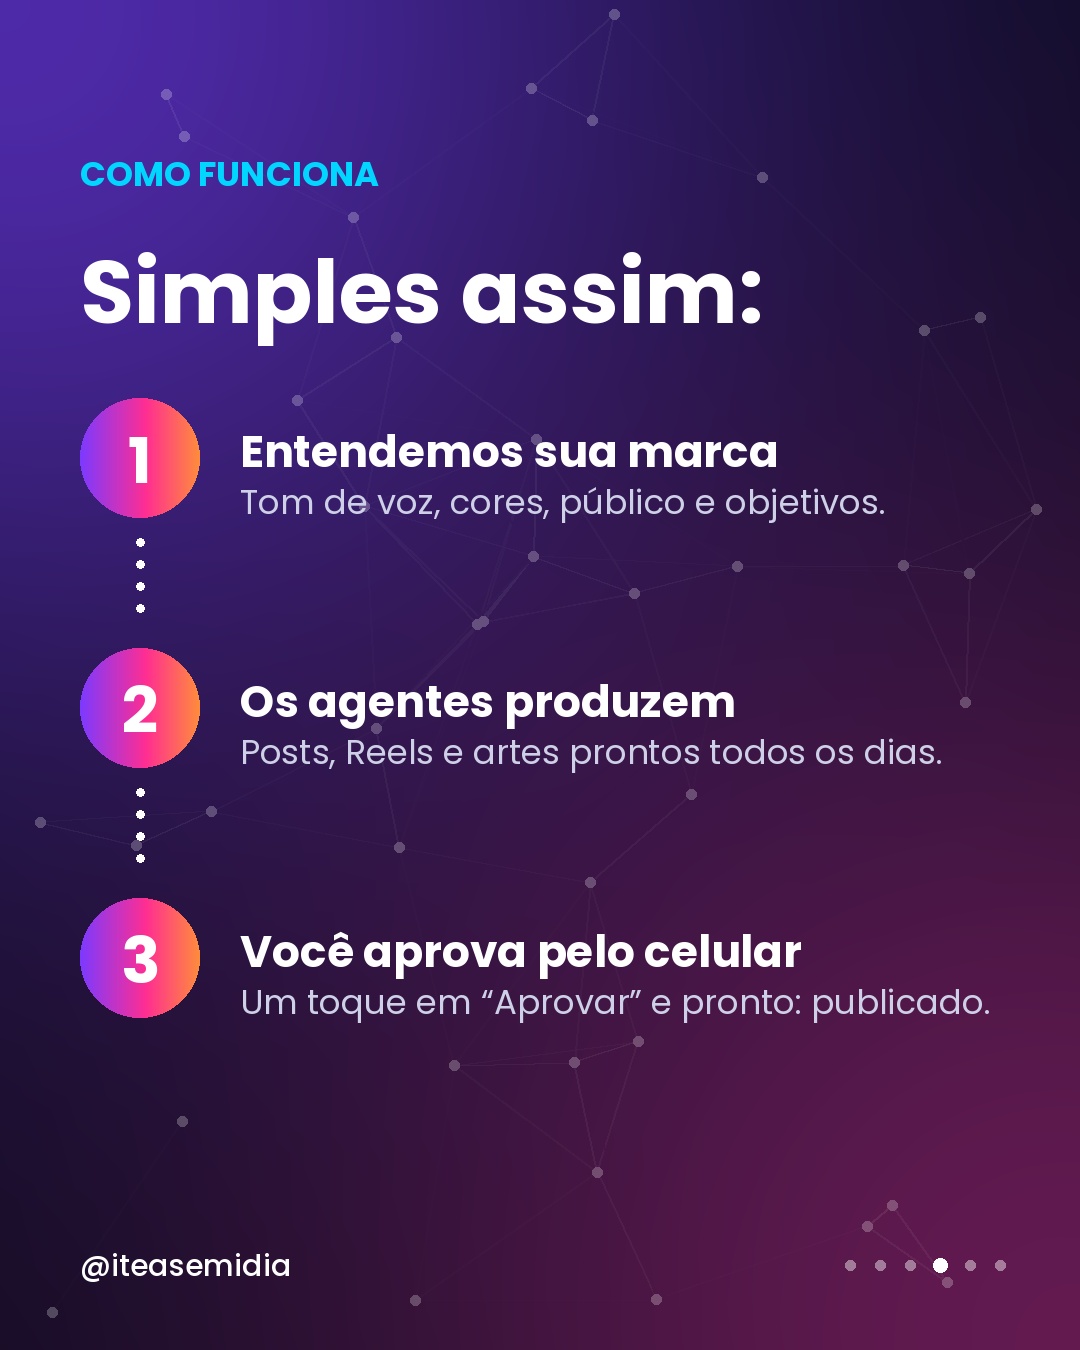 COMO FUNCIONA
Simples assim:
1
Entendemos sua marca
Tom de voz, cores, público e objetivos.
2
Os agentes produzem
Posts, Reels e artes prontos todos os dias.
3
Você aprova pelo celular
Um toque em “Aprovar” e pronto: publicado.
@iteasemidia